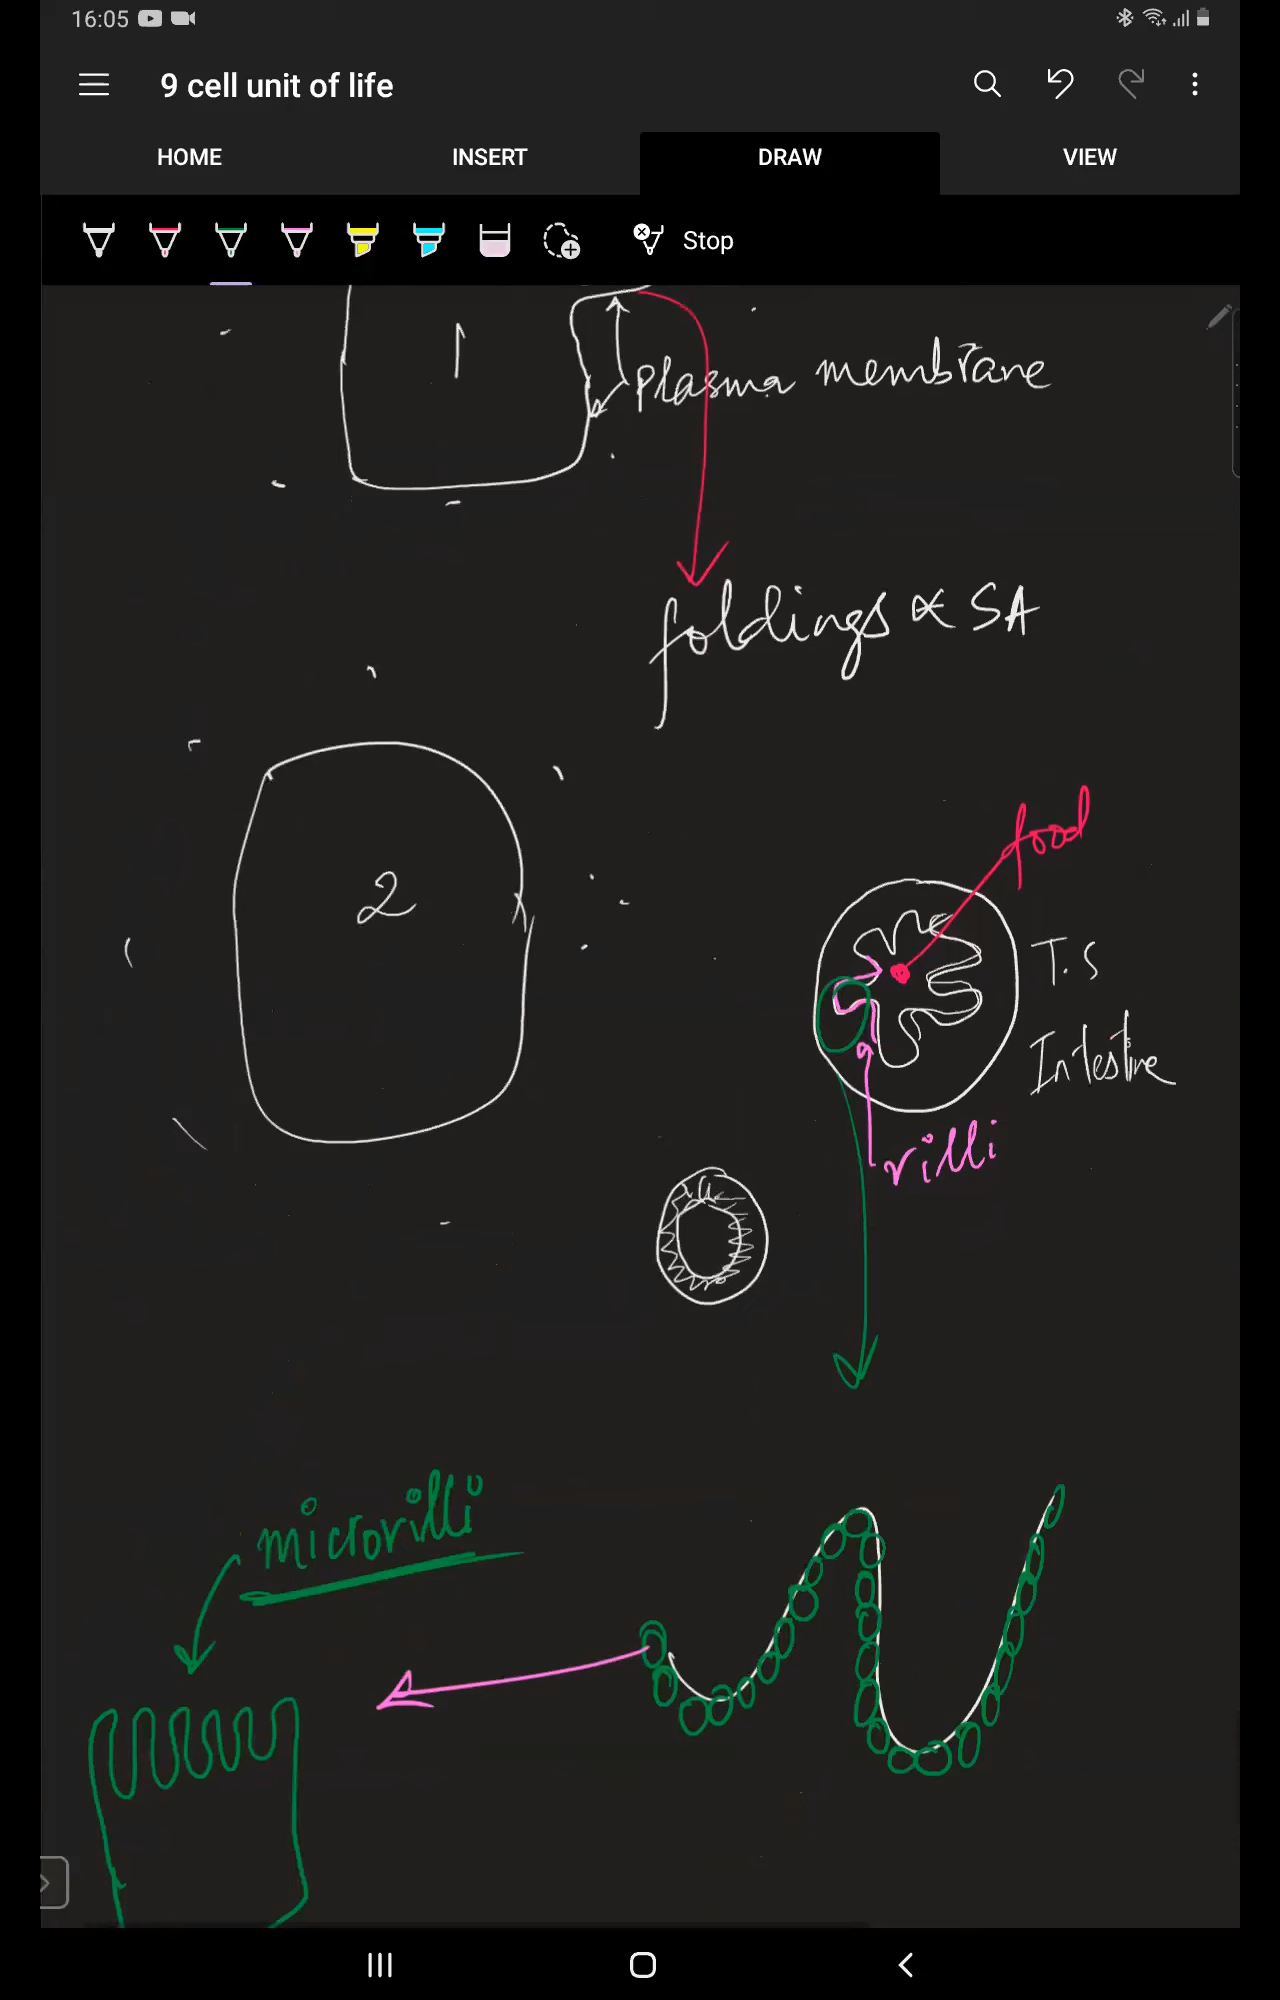 16:05
9 cell unit of life
HOME INSERT DRAW VIEW
Stop
1
plasma membrane
foldings ∝ SA
2
food
T.S
Intestine
villi
microvilli